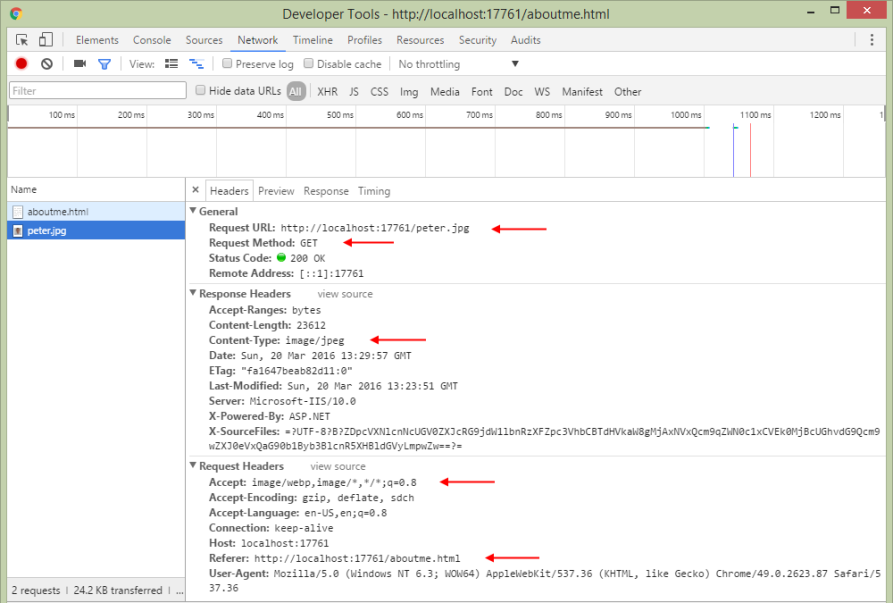 Developer Tools - http://localhost:17761/aboutme.html
Elements Console Sources Network Timeline Profiles Resources Security Audits
View: Preserve log Disable cache No throttling
Filter Hide data URLs All XHR JS CSS Img Media Font Doc WS Manifest Other
100 ms 200 ms 300 ms 400 ms 500 ms 600 ms 700 ms 800 ms 900 ms 1000 ms 1100 ms 1200 ms 1
Name
aboutme.html
peter.jpg
× Headers Preview Response Timing
General
Request URL: http://localhost:17761/peter.jpg
Request Method: GET
Status Code: 200 OK
Remote Address: [::1]:17761
Response Headers view source
Accept-Ranges: bytes
Content-Length: 23612
Content-Type: image/jpeg
Date: Sun, 20 Mar 2016 13:29:57 GMT
ETag: "fa1647beab82d11:0"
Last-Modified: Sun, 20 Mar 2016 13:23:51 GMT
Server: Microsoft-IIS/10.0
X-Powered-By: ASP.NET
X-SourceFiles:
Request Headers view source
Accept: image/webp,image/*,*/*;q=0.8
Accept-Encoding: gzip, deflate, sdch
Accept-Language: en-US,en;q=0.8
Connection: keep-alive
Host: localhost:17761
Referer: http://localhost:17761/aboutme.html
User-Agent: Mozilla/5.0 (Windows NT 6.3; WOW64) AppleWebKit/537.36 (KHTML, like Gecko) Chrome/49.0.2623.87 Safari/5
37.36
2 requests | 24.2 KB transferred | ...